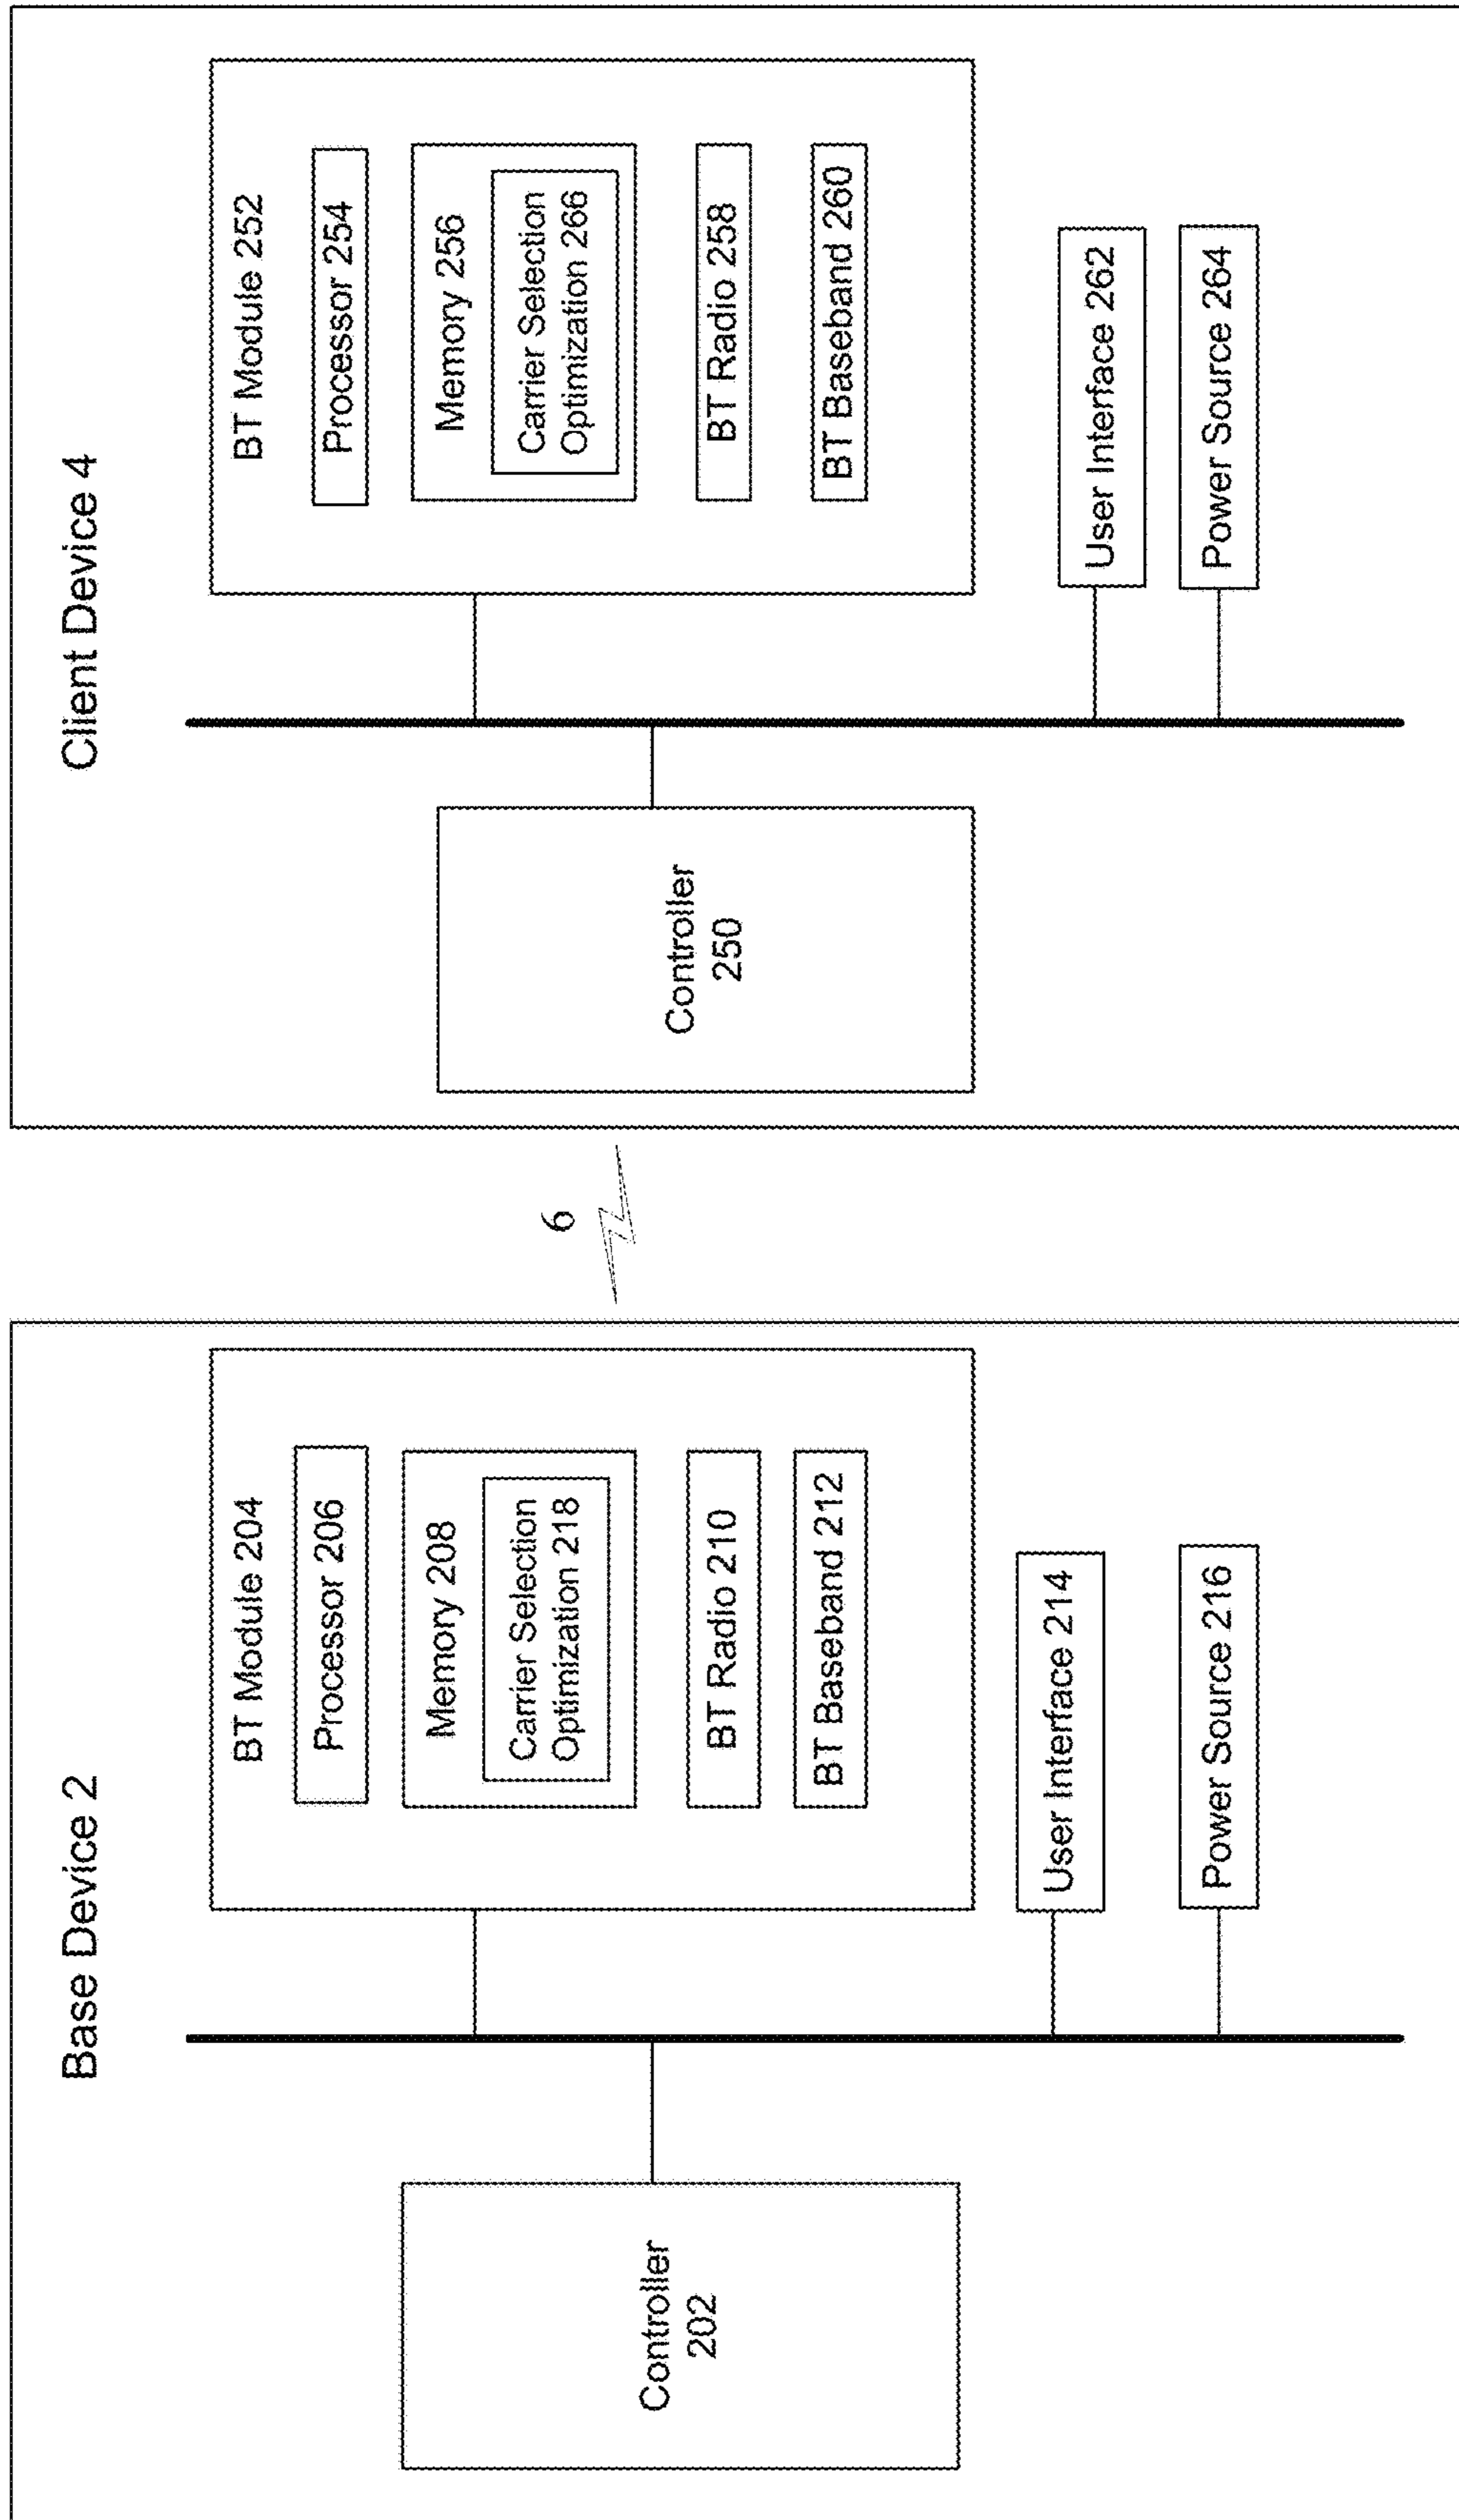 Base Device 2
Controller
202
BT Module 204
Processor 206
Memory 208
Carrier Selection
Optimization 218
BT Radio 210
BT Baseband 212
User Interface 214
Power Source 216
6
Client Device 4
Controller
250
BT Module 252
Processor 254
Memory 256
Carrier Selection
Optimization 266
BT Radio 258
BT Baseband 260
User Interface 262
Power Source 264